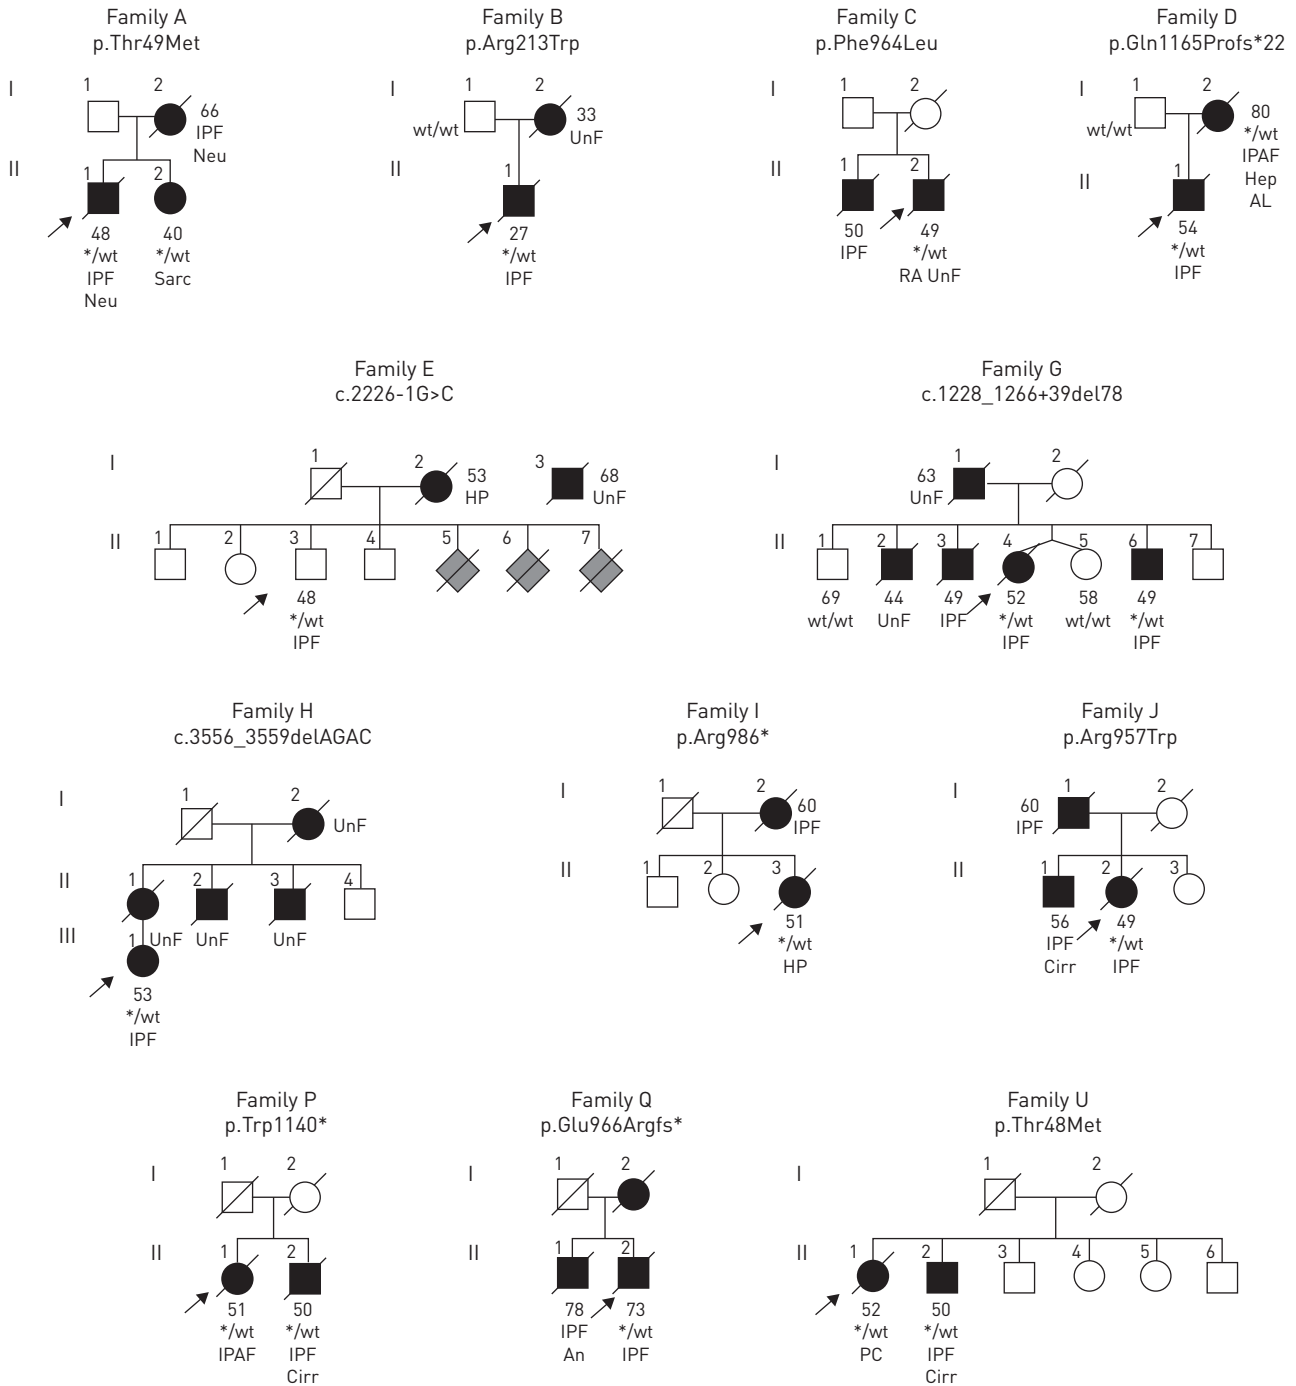 Family A
p.Thr49Met
I
1
2
66
IPF
Neu
II
1
2
48
*/wt
IPF
Neu
40
*/wt
Sarc
Family B
p.Arg213Trp
I
1
2
wt/wt
33
UnF
II
1
27
*/wt
IPF
Family C
p.Phe964Leu
I
1
2
II
1
2
50
IPF
49
*/wt
RA UnF
Family D
p.Gln1165Profs*22
I
1
2
wt/wt
80
*/wt
IPAF
Hep
AL
II
1
54
*/wt
IPF
Family E
c.2226-1G>C
I
1
2
53
HP
3
68
UnF
II
1
2
3
4
5
6
7
48
*/wt
IPF
Family G
c.1228_1266+39del78
I
1
2
63
UnF
II
1
2
3
4
5
6
7
69
wt/wt
44
UnF
49
IPF
52
*/wt
IPF
58
wt/wt
49
*/wt
IPF
Family H
c.3556_3559delAGAC
I
1
2
UnF
II
1
2
3
4
UnF
UnF
UnF
III
1
53
*/wt
IPF
Family I
p.Arg986*
I
1
2
60
IPF
II
1
2
3
51
*/wt
HP
Family J
p.Arg957Trp
I
1
2
60
IPF
II
1
2
3
56
IPF
Cirr
49
*/wt
IPF
Family P
p.Trp1140*
I
1
2
II
1
2
51
*/wt
IPAF
50
*/wt
IPF
Cirr
Family Q
p.Glu966Argfs*
I
1
2
II
1
2
78
IPF
An
73
*/wt
IPF
Family U
p.Thr48Met
I
1
2
II
1
2
3
4
5
6
52
*/wt
PC
50
*/wt
IPF
Cirr